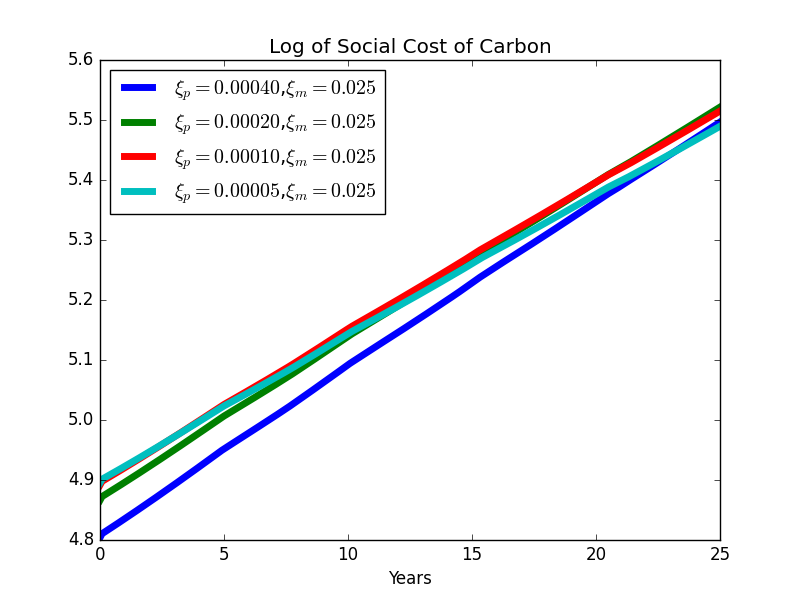 Log of Social Cost of Carbon
5.6
5.5
5.4
5.3
5.2
5.1
5.0
4.9
4.8
ξₚ = 0.00040,ξₘ = 0.025
ξₚ = 0.00020,ξₘ = 0.025
ξₚ = 0.00010,ξₘ = 0.025
ξₚ = 0.00005,ξₘ = 0.025
0 5 10 15 20 25
Years